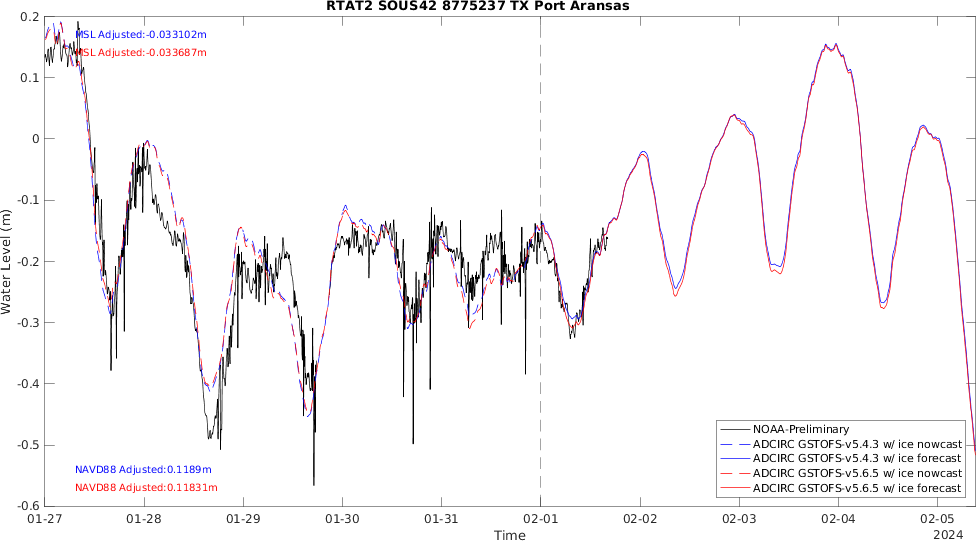 RTAT2 SOUS42 8775237 TX Port Aransas
MSL Adjusted:-0.033102m
MSL Adjusted:-0.033687m
0.2
0.1
0
-0.1
-0.2
-0.3
-0.4
-0.5
-0.6
Water Level (m)
NAVD88 Adjusted:0.1189m
NAVD88 Adjusted:0.11831m
NOAA-Preliminary
ADCIRC GSTOFS-v5.4.3 w/ ice nowcast
ADCIRC GSTOFS-v5.4.3 w/ ice forecast
ADCIRC GSTOFS-v5.6.5 w/ ice nowcast
ADCIRC GSTOFS-v5.6.5 w/ ice forecast
01-27 01-28 01-29 01-30 01-31 02-01 02-02 02-03 02-04 02-05
Time
2024